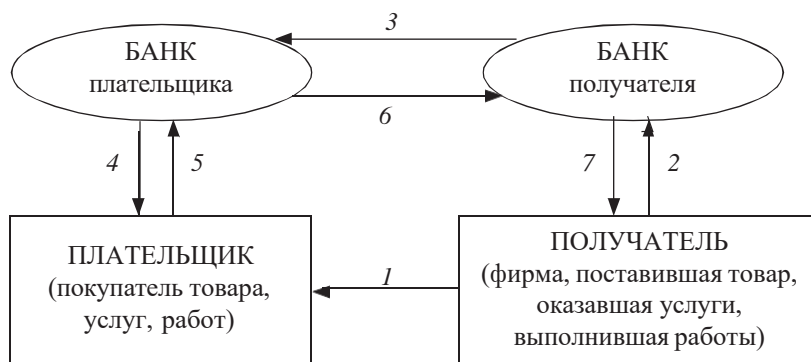 3
БАНК
плательщика
БАНК
получателя
6
4
5
7
2
ПЛАТЕЛЬЩИК
(покупатель товара,
услуг, работ)
1
ПОЛУЧАТЕЛЬ
(фирма, поставившая товар,
оказавшая услуги,
выполнившая работы)